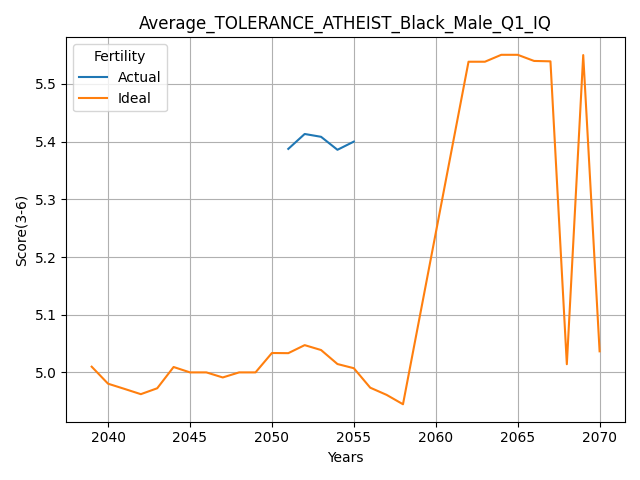 Average_TOLERANCE_ATHEIST_Black_Male_Q1_IQ
Fertility
Actual
Ideal
Score(3-6)
5.5
5.4
5.3
5.2
5.1
5.0
2040 2045 2050 2055 2060 2065 2070
Years